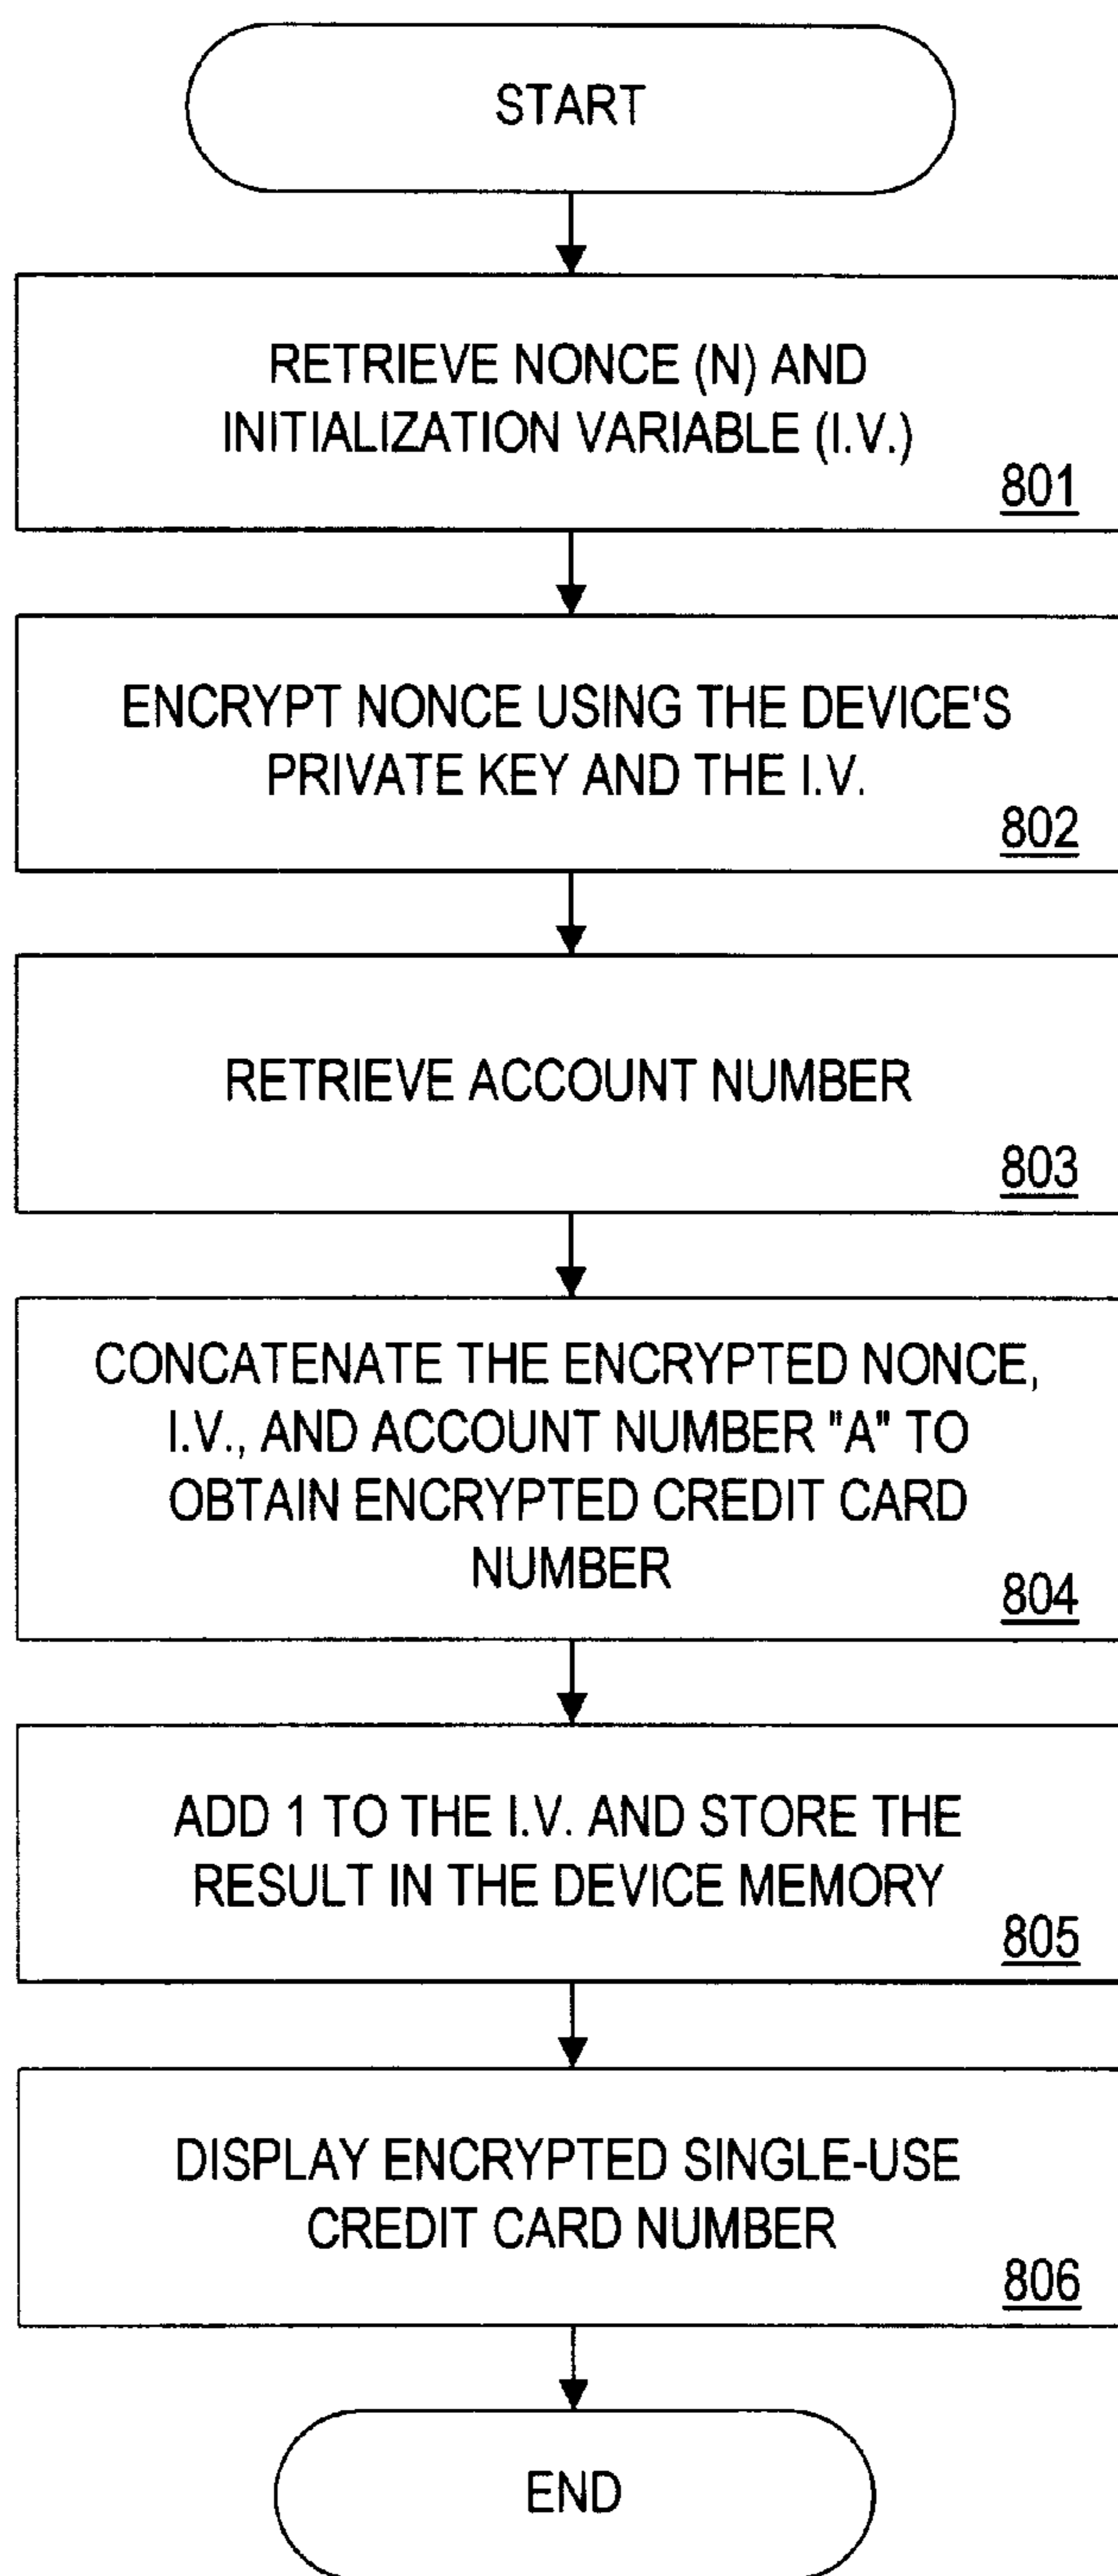 START
RETRIEVE NONCE (N) AND
INITIALIZATION VARIABLE (I.V.)
801
ENCRYPT NONCE USING THE DEVICE'S
PRIVATE KEY AND THE I.V.
802
RETRIEVE ACCOUNT NUMBER
803
CONCATENATE THE ENCRYPTED NONCE,
I.V., AND ACCOUNT NUMBER "A" TO
OBTAIN ENCRYPTED CREDIT CARD
NUMBER
804
ADD 1 TO THE I.V. AND STORE THE
RESULT IN THE DEVICE MEMORY
805
DISPLAY ENCRYPTED SINGLE-USE
CREDIT CARD NUMBER
806
END